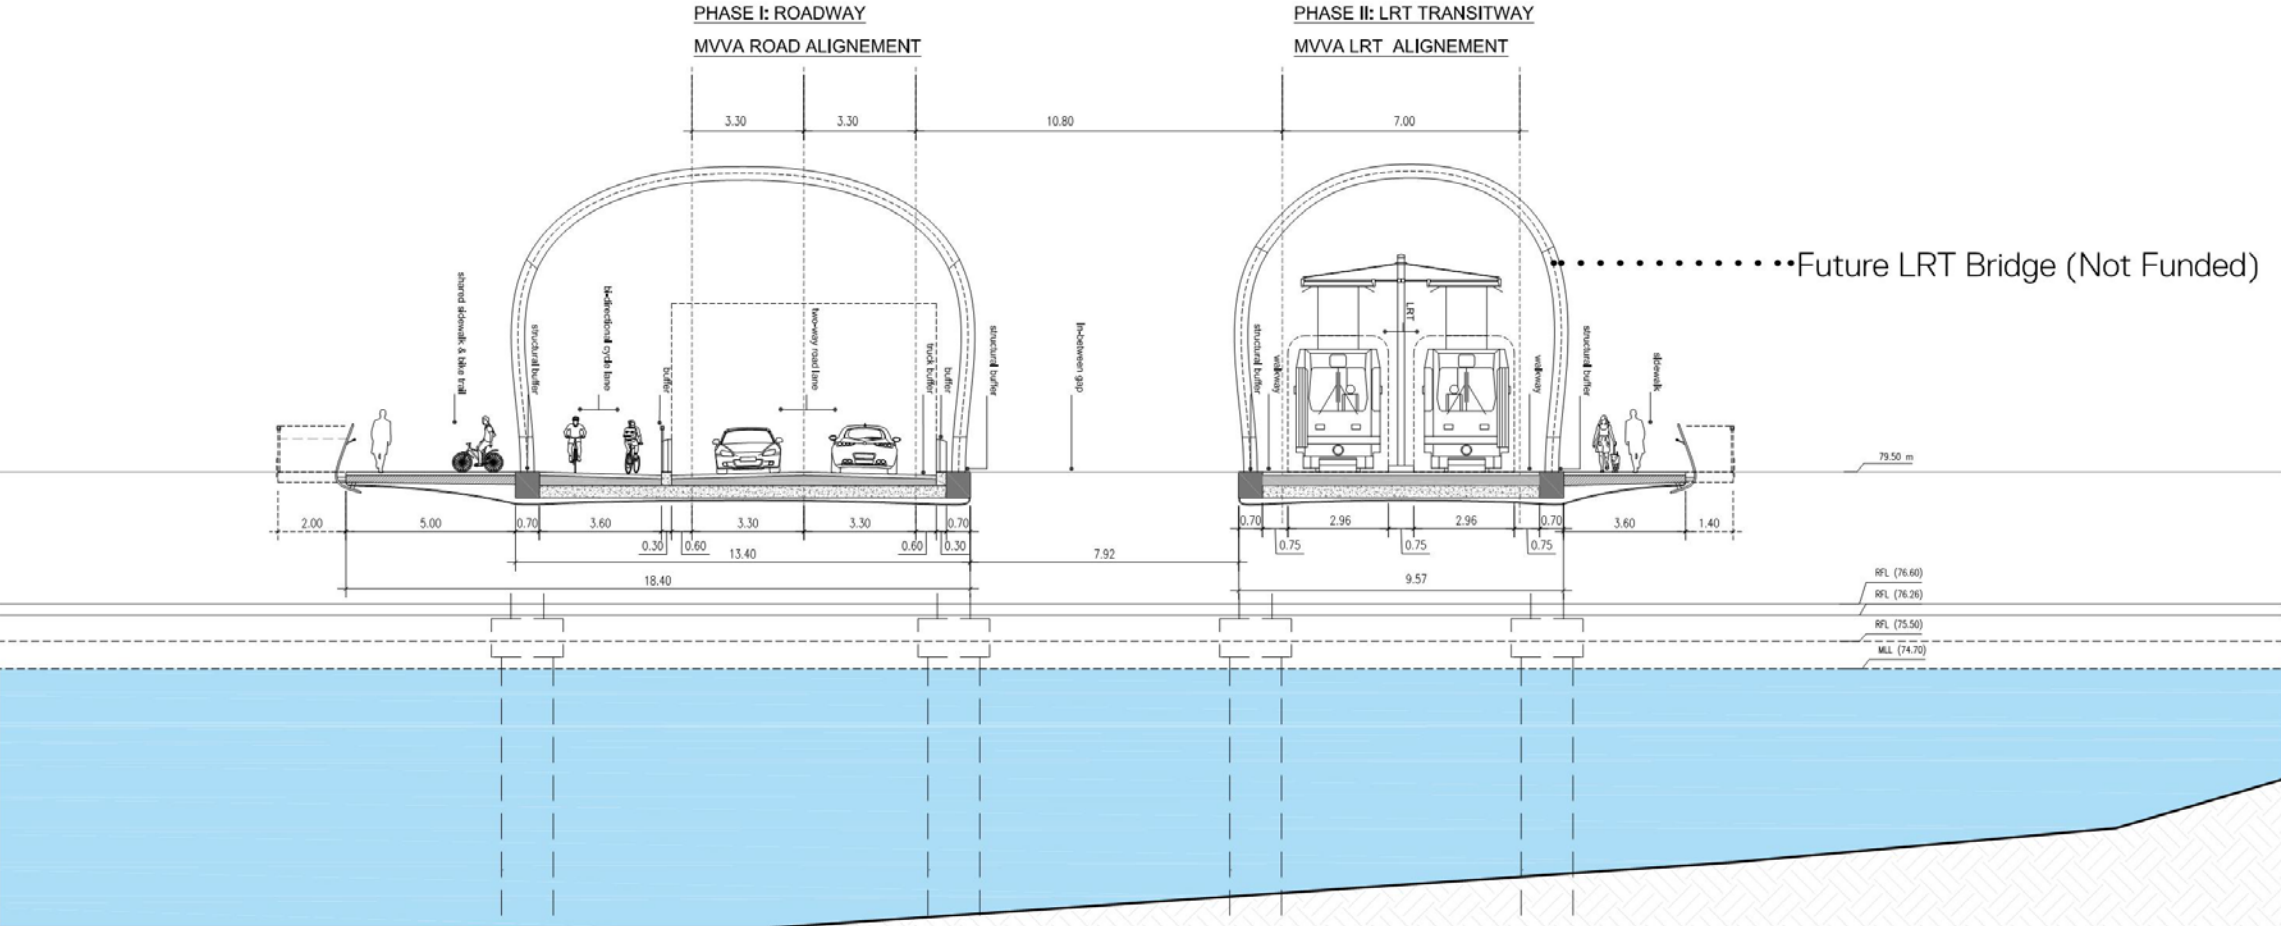 PHASE I: ROADWAY
MVVA ROAD ALIGNEMENT
PHASE II: LRT TRANSITWAY
MVVA LRT ALIGNEMENT
3.30
3.30
10.80
7.00
Future LRT Bridge (Not Funded)
shared sidewalk & bike trail
structural buffer
bi-directional cycle lane
buffer
two-way road lane
truck buffer
buffer
structural buffer
in-between gap
structural buffer
walkway
LRT
walkway
structural buffer
sidewalk
79.50 m
2.00
5.00
0.70
3.60
3.30
3.30
0.70
0.70
2.96
2.96
0.70
3.60
1.40
0.30
0.60
0.60
0.30
0.75
0.75
0.75
13.40
7.92
18.40
9.57
RFL (76.60)
RFL (76.26)
RFL (75.50)
MLL (74.70)